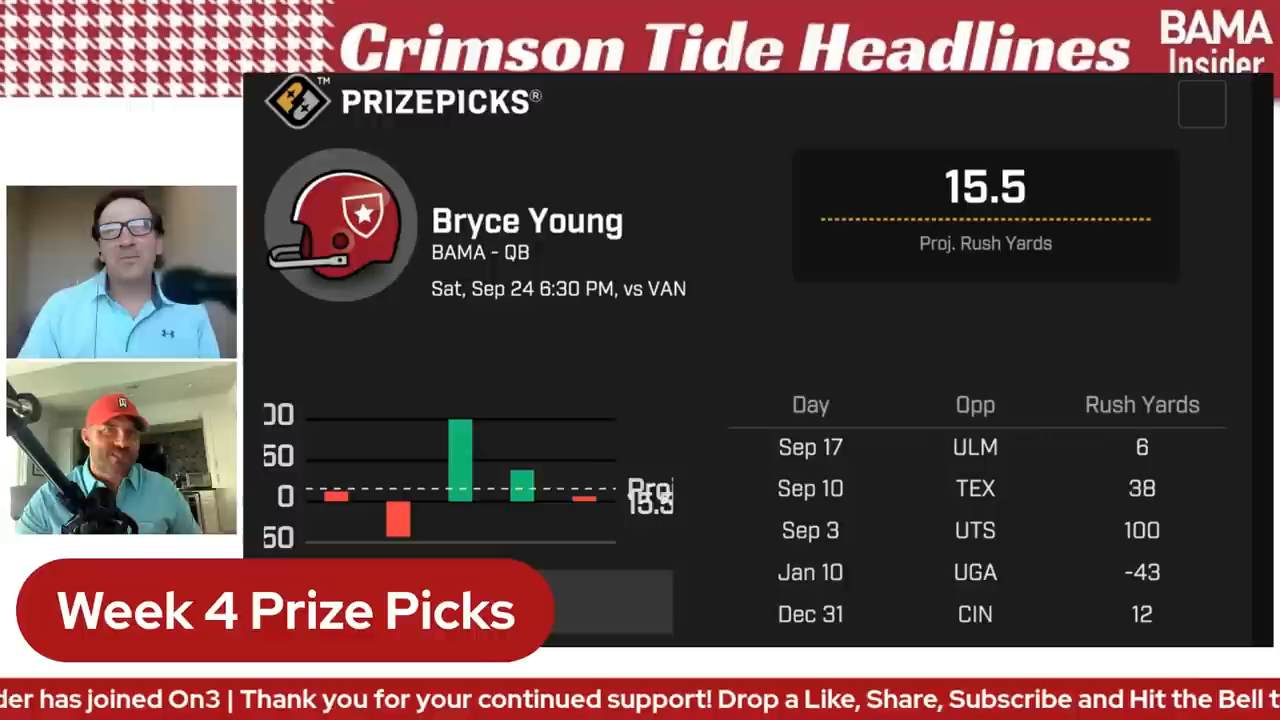 Crimson Tide Headlines
BAMA
Insider
PRIZEPICKS®
™
15.5
Proj. Rush Yards
Bryce Young
BAMA - QB
Sat, Sep 24 6:30 PM, vs VAN
00
50
0
50
15.5
Day Opp Rush Yards
Sep 17 ULM 6
Sep 10 TEX 38
Sep 3 UTS 100
Jan 10 UGA -43
Dec 31 CIN 12
Week 4 Prize Picks
der has joined On3 | Thank you for your continued support! Drop a Like, Share, Subscribe and Hit the Bell t